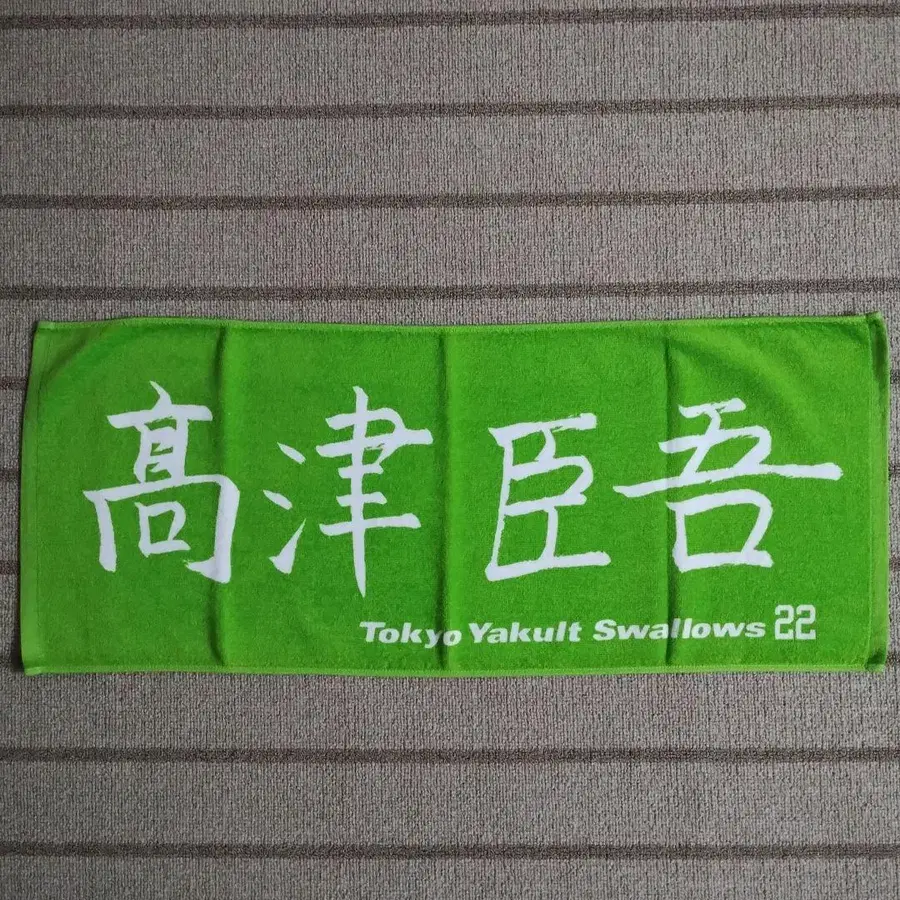 髙津臣吾
Tokyo Yakult Swallows 22